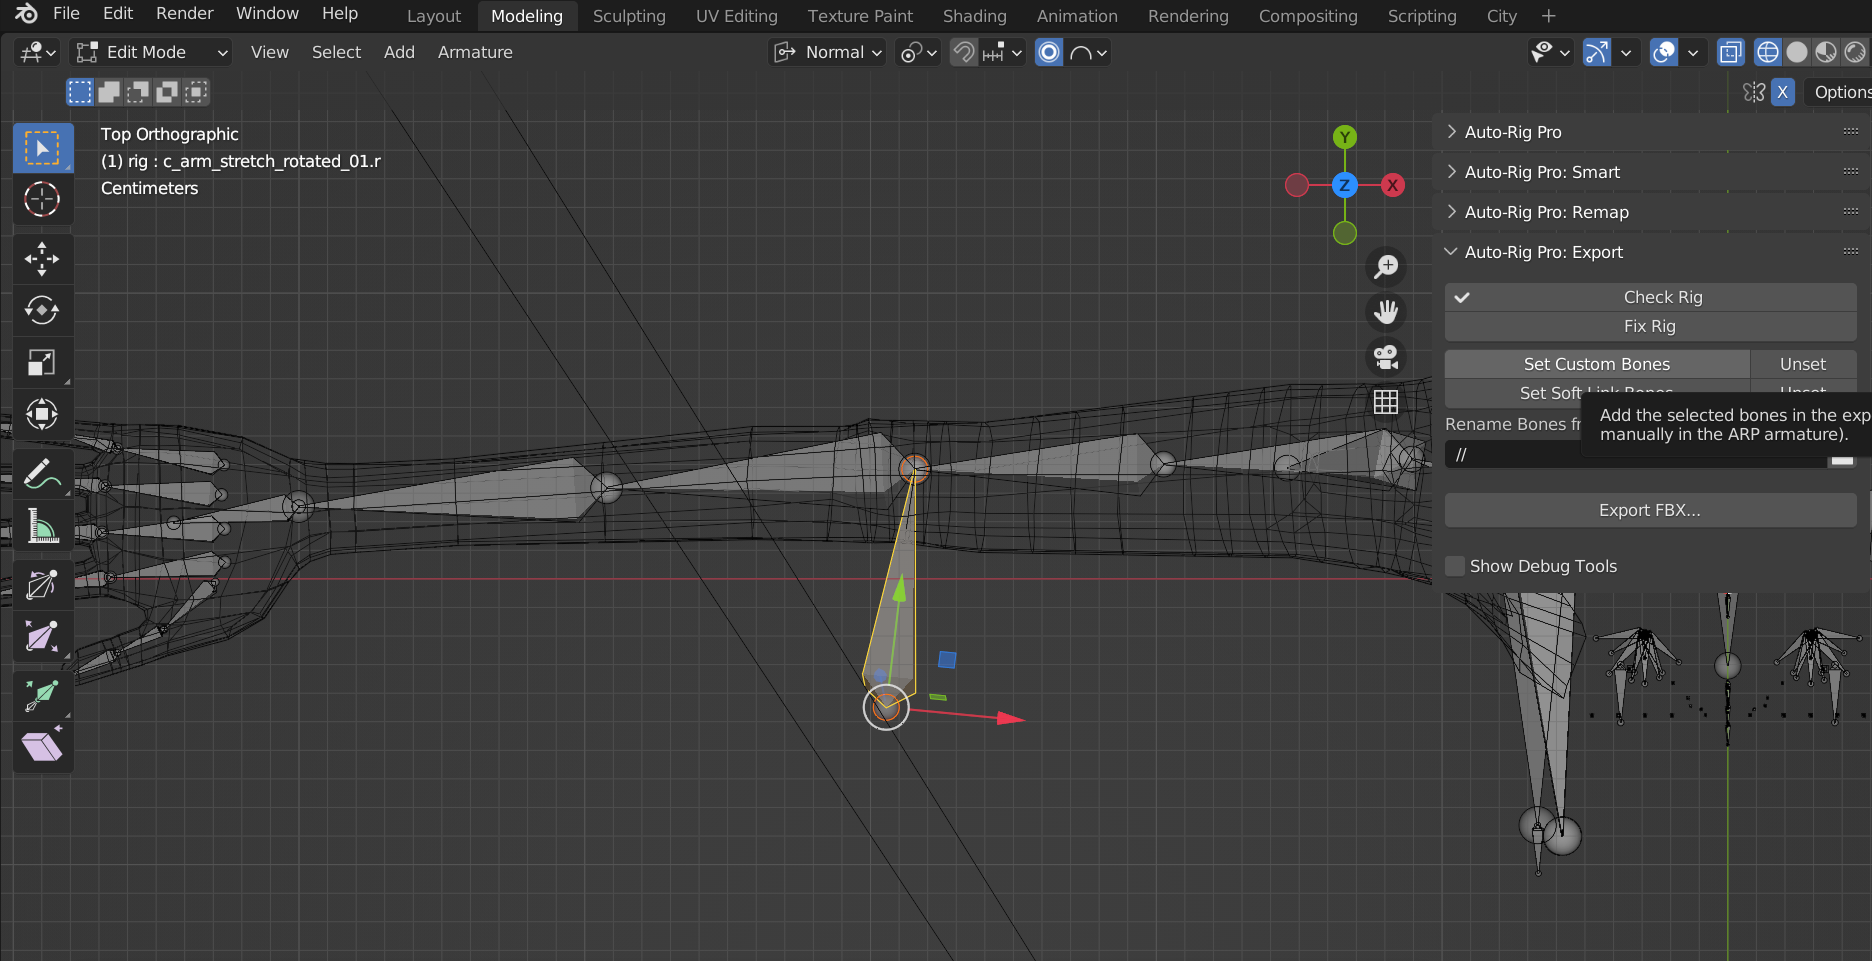 File Edit Render Window Help Layout Modeling Sculpting UV Editing Texture Paint Shading Animation Rendering Compositing Scripting City +
Edit Mode View Select Add Armature Normal
X Options
Top Orthographic
(1) rig : c_arm_stretch_rotated_01.r
Centimeters
Y
Z X
Auto-Rig Pro
Auto-Rig Pro: Smart
Auto-Rig Pro: Remap
Auto-Rig Pro: Export
Check Rig
Fix Rig
Set Custom Bones Unset
Set Soft Link Bones Unset
Add the selected bones in the exp
Rename Bones fr
manually in the ARP armature).
//
Export FBX...
Show Debug Tools